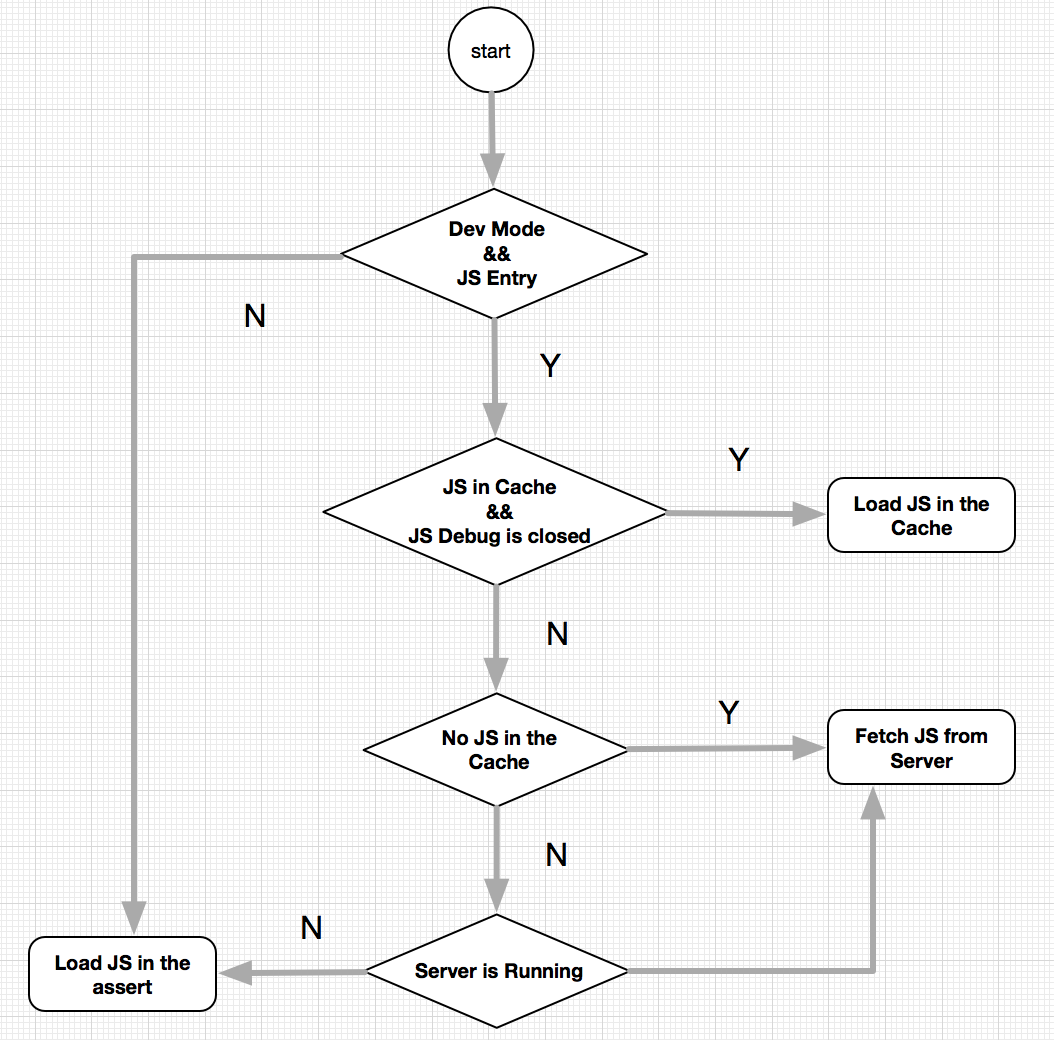 start
Dev Mode
&&
JS Entry
N
Y
Y
JS in Cache
&&
JS Debug is closed
Load JS in the
Cache
N
Y
No JS in the
Cache
Fetch JS from
Server
N
N
Load JS in the
assert
Server is Running